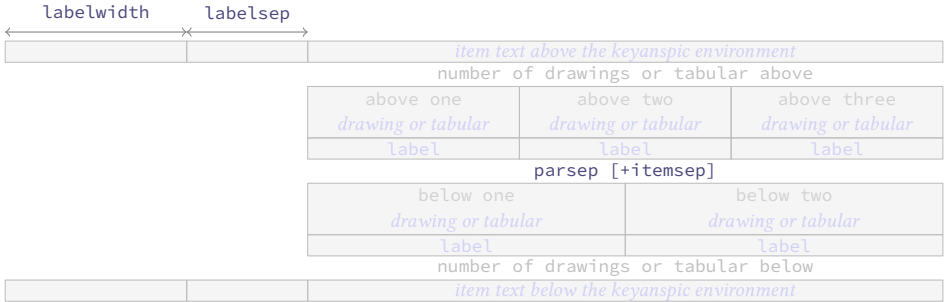 labelwidth labelsep
item text above the keyanspic environment
number of drawings or tabular above
above one above two above three
drawing or tabular drawing or tabular drawing or tabular
label label label
parsep [+itemsep]
below one below two
drawing or tabular drawing or tabular
label label
number of drawings or tabular below
item text below the keyanspic environment